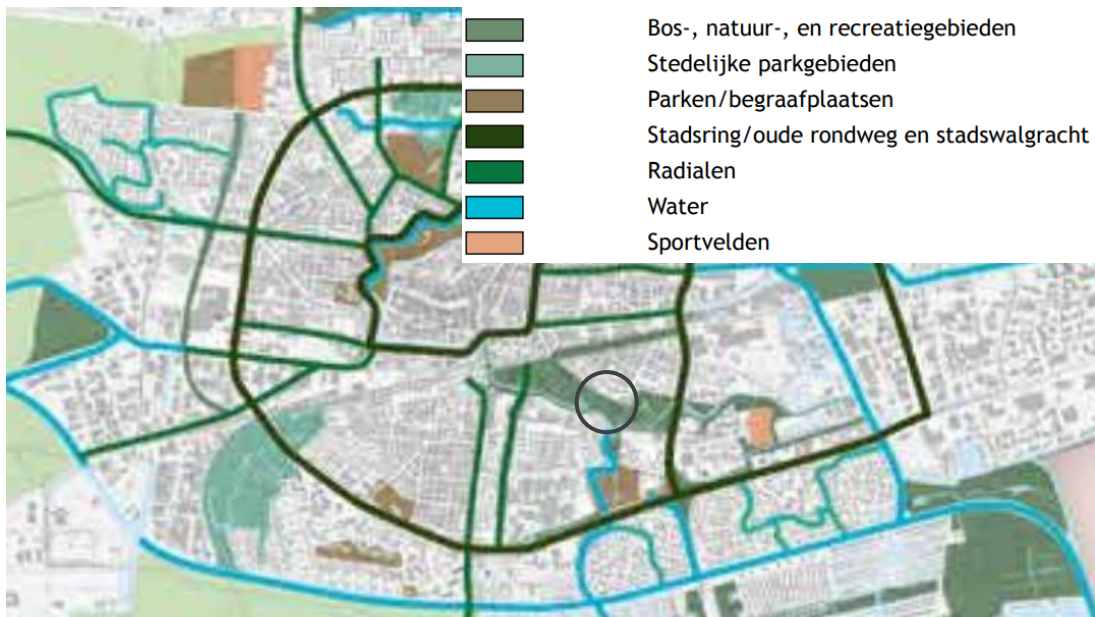 Bos-, natuur-, en recreatiegebieden
Stedelijke parkgebieden
Parken/begraafplaatsen
Stadsring/oude rondweg en stadswalgracht
Radialen
Water
Sportvelden